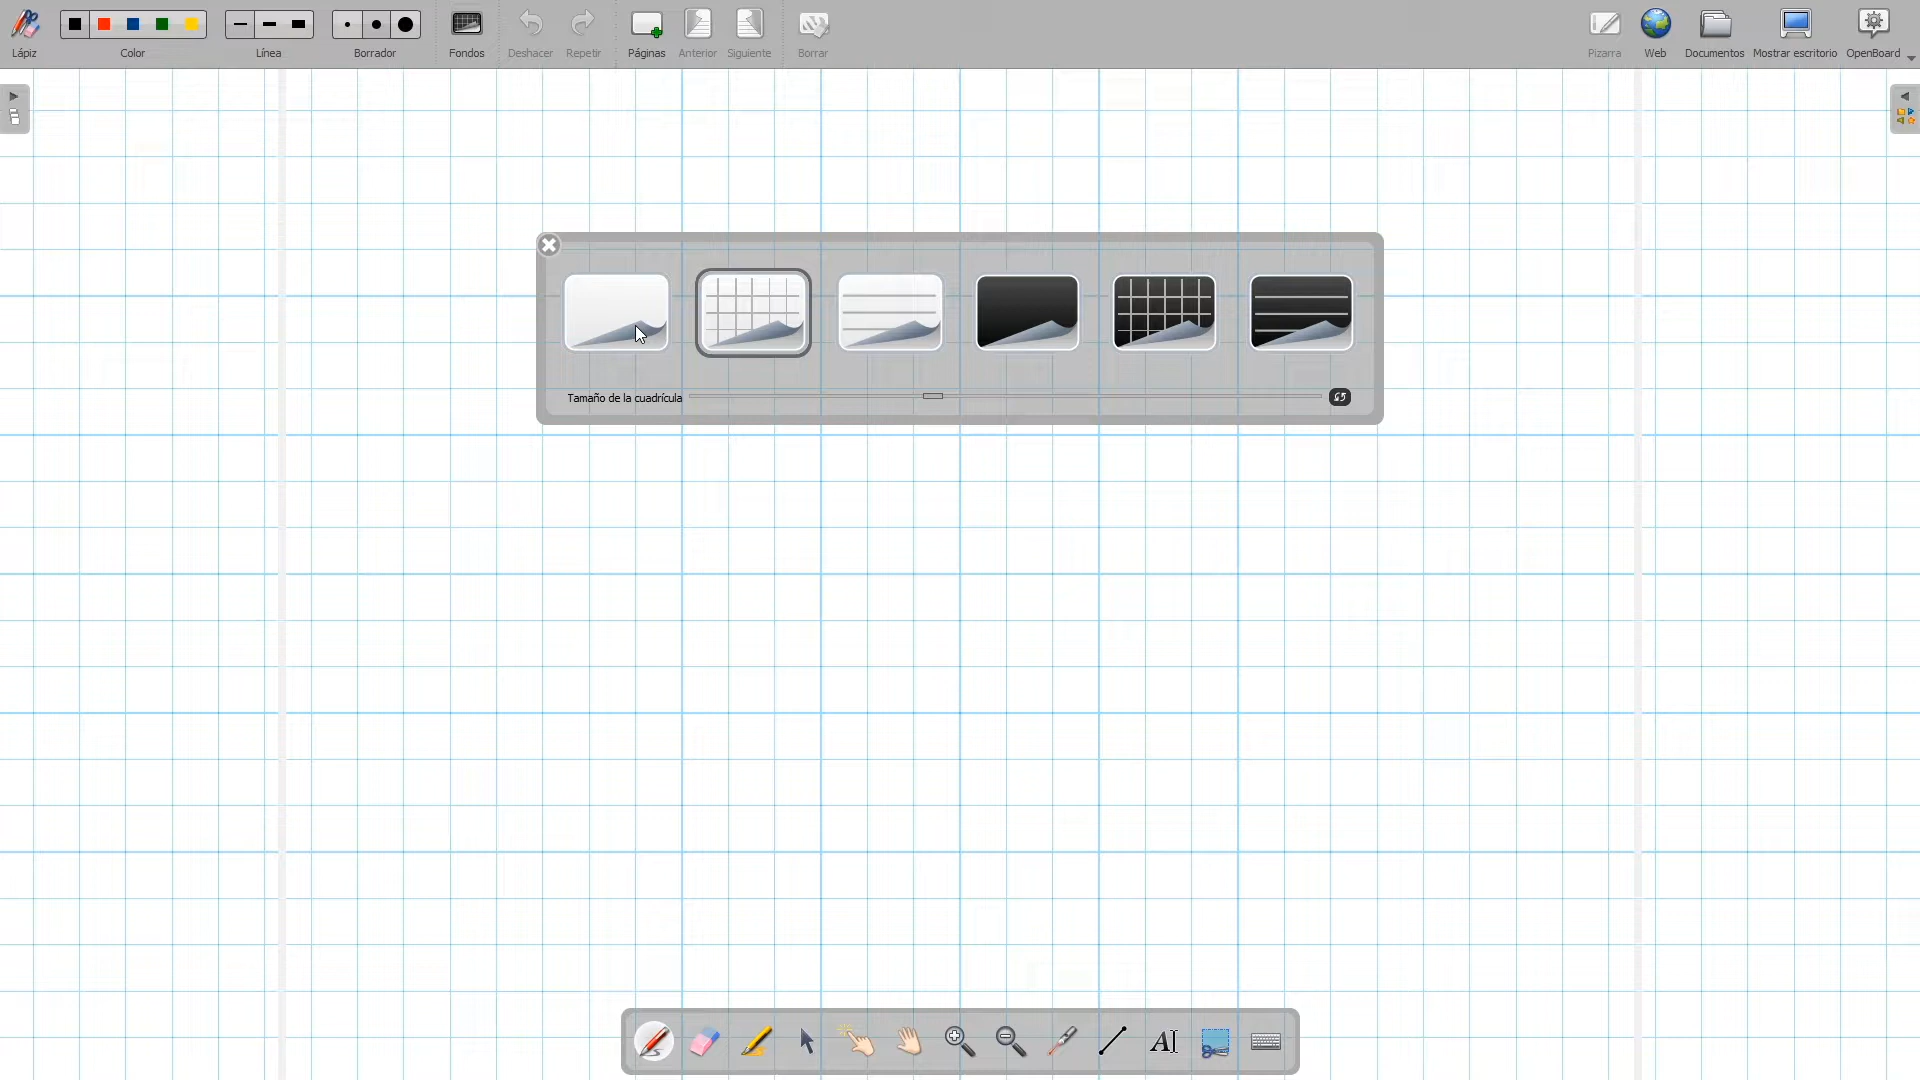 Lápiz
Color
Línea
Borrador
Fondos
Deshacer
Repetir
Páginas
Anterior
Siguiente
Borrar
Pizarra
Web
Documentos
Mostrar escritorio
OpenBoard
Tamaño de la cuadrícula
AI